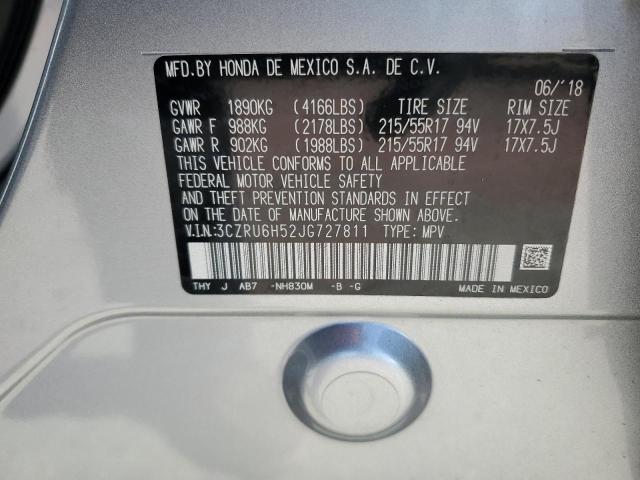 MFD.BY HONDA DE MEXICO S.A. DE C.V.
06/'18
GVWR 1890KG (4166LBS) TIRE SIZE RIM SIZE
GAWR F 988KG (2178LBS) 215/55R17 94V 17X7.5J
GAWR R 902KG (1988LBS) 215/55R17 94V 17X7.5J
THIS VEHICLE CONFORMS TO ALL APPLICABLE
FEDERAL MOTOR VEHICLE SAFETY
AND THEFT PREVENTION STANDARDS IN EFFECT
ON THE DATE OF MANUFACTURE SHOWN ABOVE.
V.I.N:3CZRU6H52JG727811 TYPE: MPV
THY J AB7 -NH830M -B -G MADE IN MEXICO